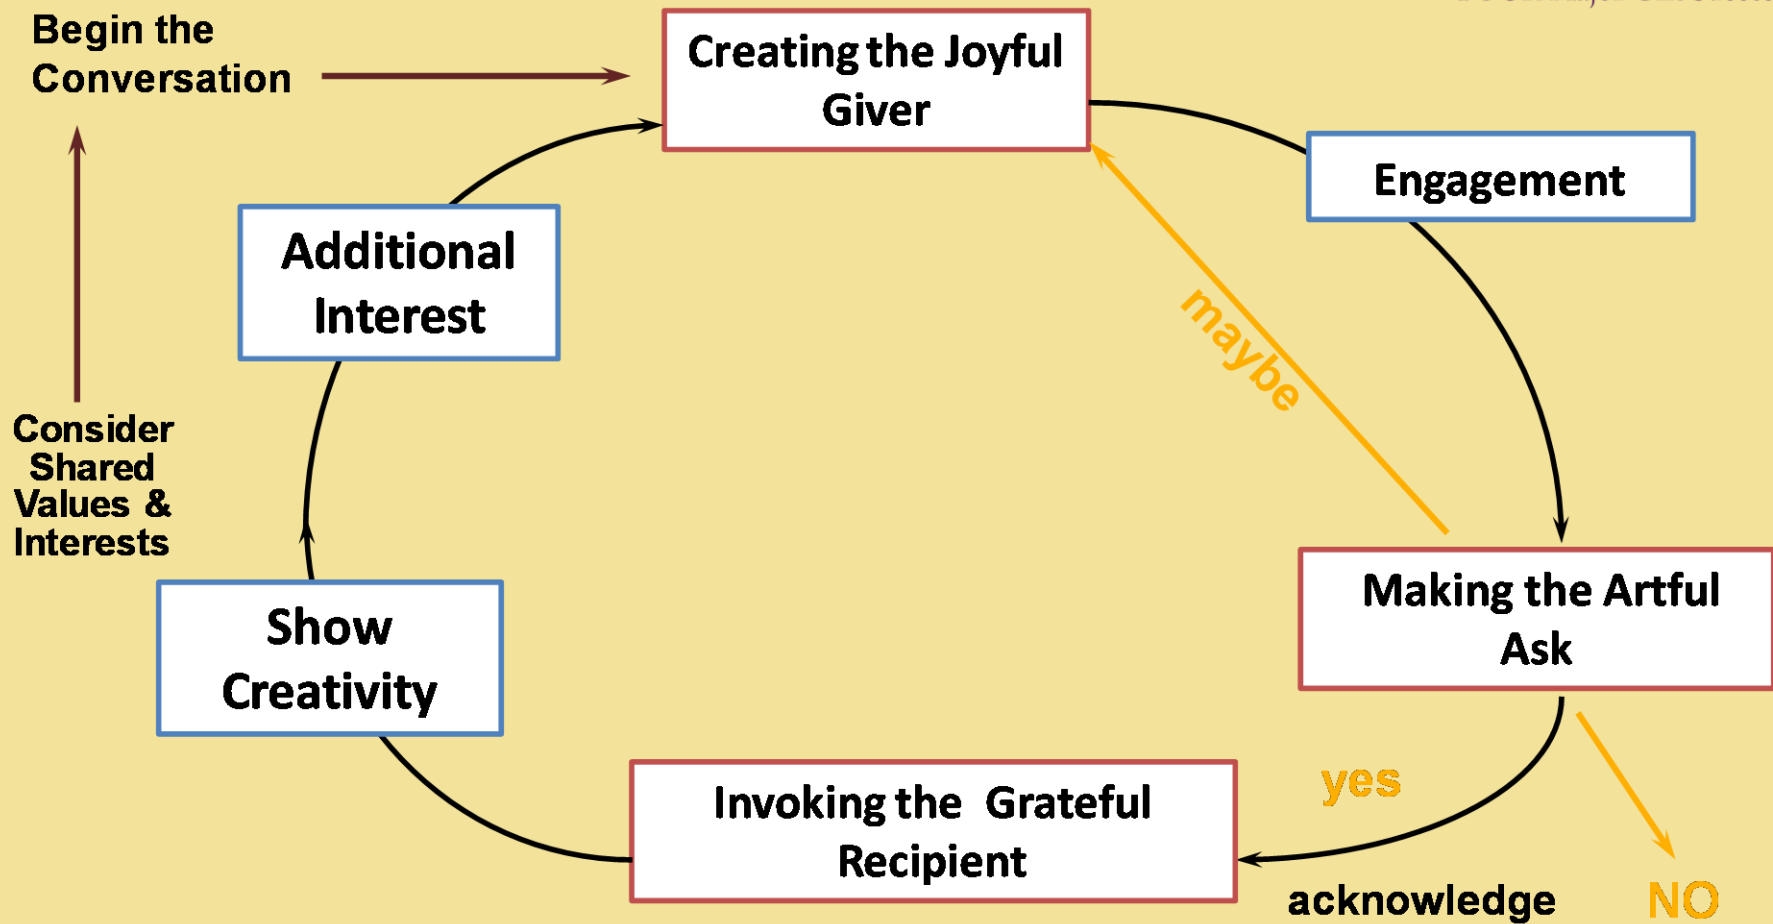 Begin the
Conversation
Creating the Joyful
Giver
Engagement
Additional
Interest
maybe
Consider
Shared
Values &
Interests
Making the Artful
Ask
Show
Creativity
yes
Invoking the Grateful
Recipient
acknowledge
NO